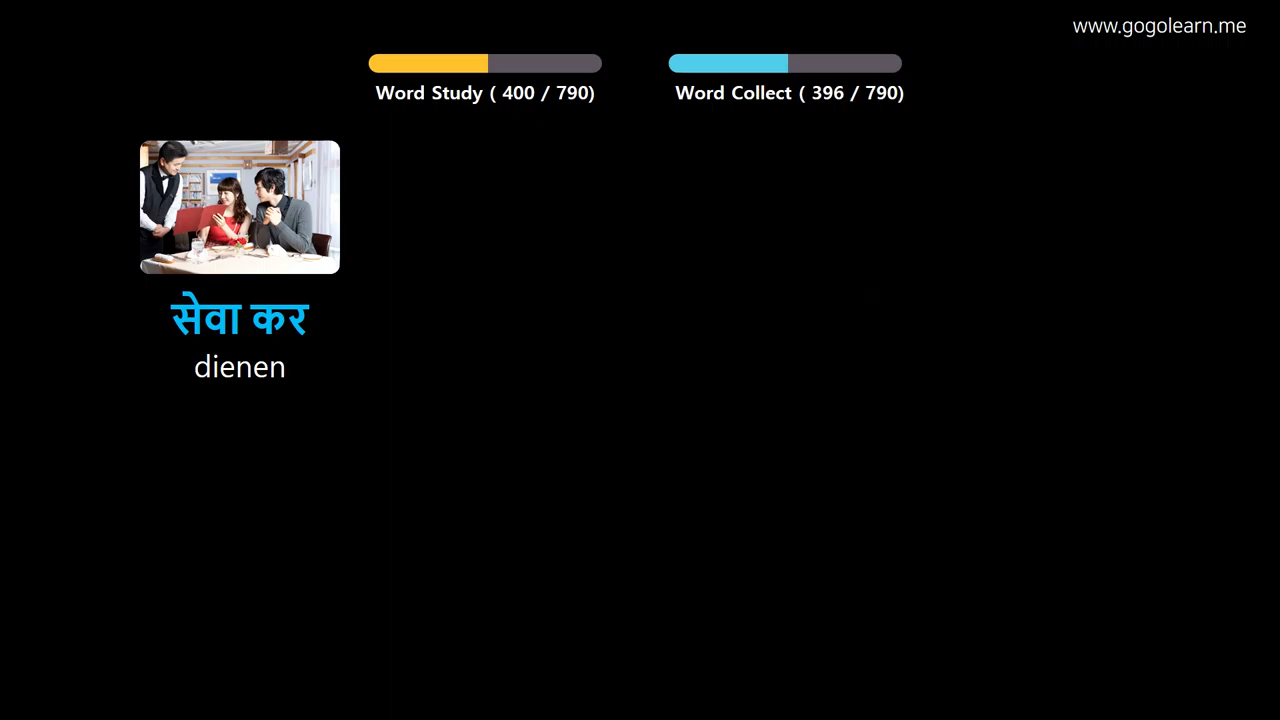 www.gogolearn.me
Word Study ( 400 / 790)
Word Collect ( 396 / 790)
सेवा कर
dienen